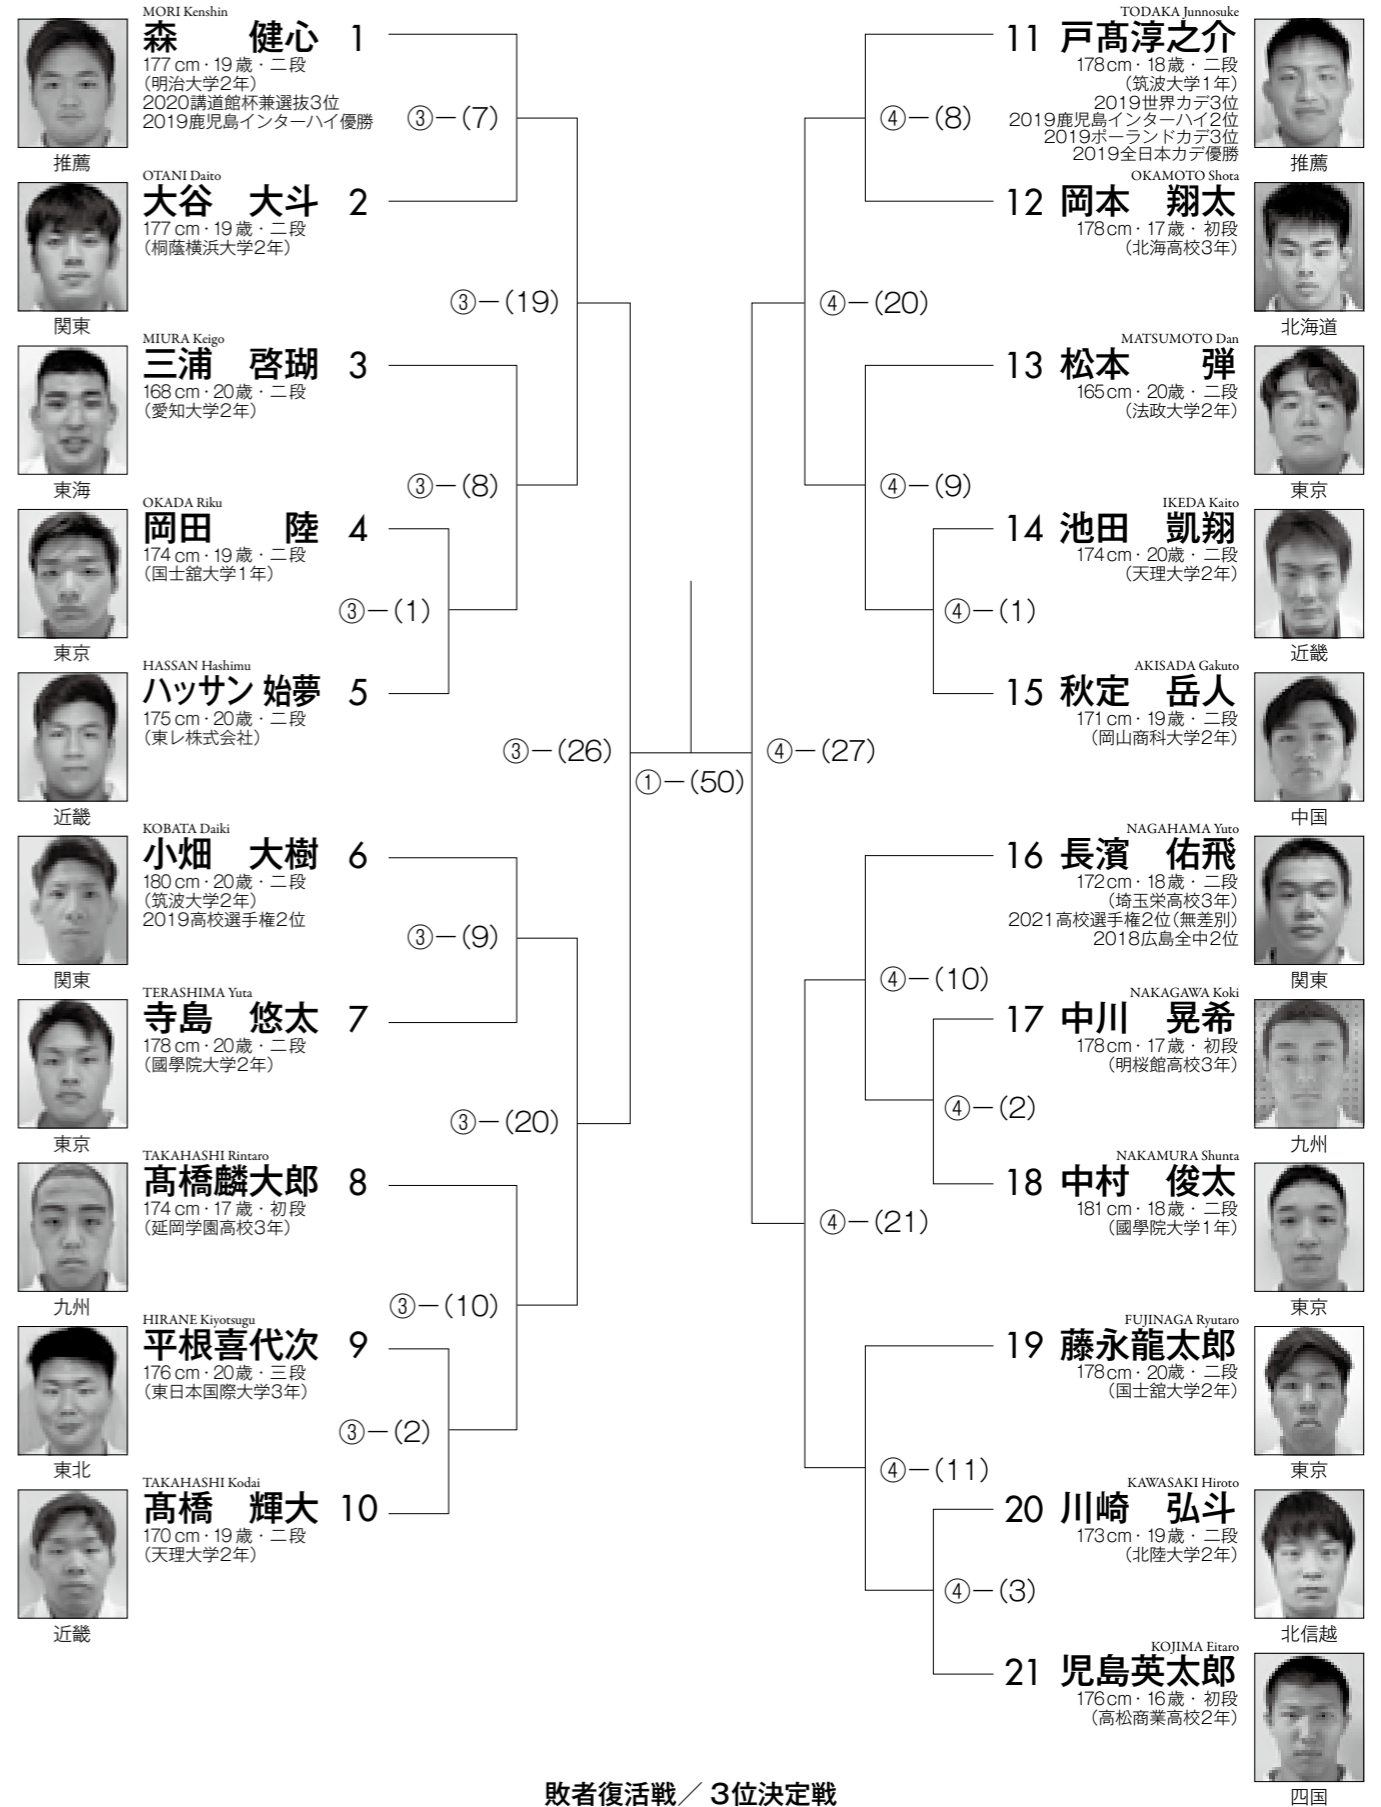 MORI Kenshin
森 健心 1
177cm・19歳・二段
(明治大学2年)
2020講道館杯兼選抜3位
2019鹿児島インターハイ優勝
推薦
OTANI Daito
大谷 大斗 2
177cm・19歳・二段
(桐蔭横浜大学2年)
関東
MIURA Keigo
三浦 啓瑚 3
168cm・20歳・二段
(愛知大学2年)
東海
OKADA Riku
岡田 陸 4
174cm・19歳・二段
(国士舘大学1年)
東京
HASSAN Hashimu
ハッサン 始夢 5
175cm・20歳・二段
(東レ株式会社)
近畿
KOBATA Daiki
小畑 大樹 6
180cm・20歳・二段
(筑波大学2年)
2019高校選手権2位
関東
TERASHIMA Yuta
寺島 悠太 7
178cm・20歳・二段
(國學院大学2年)
東京
TAKAHASHI Rintaro
髙橋麟大郎 8
174cm・17歳・初段
(延岡学園高校3年)
九州
HIRANE Kiyotsugu
平根喜代次 9
176cm・20歳・三段
(東日本国際大学3年)
東北
TAKAHASHI Kodai
髙橋 輝大 10
170cm・19歳・二段
(天理大学2年)
近畿
③－(7)
③－(19)
③－(8)
③－(1)
③－(26)
③－(9)
③－(20)
③－(10)
③－(2)
①－(50)
④－(8)
④－(20)
④－(9)
④－(1)
④－(27)
④－(10)
④－(2)
④－(21)
④－(11)
④－(3)
TODAKA Junnosuke
11 戸髙淳之介
178cm・18歳・二段
(筑波大学1年)
2019世界カデ3位
2019鹿児島インターハイ2位
2019ポーランドカデ3位
2019全日本カデ優勝
推薦
OKAMOTO Shota
12 岡本 翔太
178cm・17歳・初段
(北海高校3年)
北海道
MATSUMOTO Dan
13 松本 弾
165cm・20歳・二段
(法政大学2年)
東京
IKEDA Kaito
14 池田 凱翔
174cm・20歳・二段
(天理大学2年)
近畿
AKISADA Gakuto
15 秋定 岳人
171cm・19歳・二段
(岡山商科大学2年)
中国
NAGAHAMA Yuto
16 長濱 佑飛
172cm・18歳・二段
(埼玉栄高校3年)
2021高校選手権2位(無差別)
2018広島全中2位
関東
NAKAGAWA Koki
17 中川 晃希
178cm・17歳・初段
(明桜館高校3年)
九州
NAKAMURA Shunta
18 中村 俊太
181cm・18歳・二段
(國學院大学1年)
東京
FUJINAGA Ryutaro
19 藤永龍太郎
178cm・20歳・二段
(国士舘大学2年)
東京
KAWASAKI Hiroto
20 川崎 弘斗
173cm・19歳・二段
(北陸大学2年)
北信越
KOJIMA Eitaro
21 児島英太郎
176cm・16歳・初段
(高松商業高校2年)
四国
敗者復活戦／3位決定戦